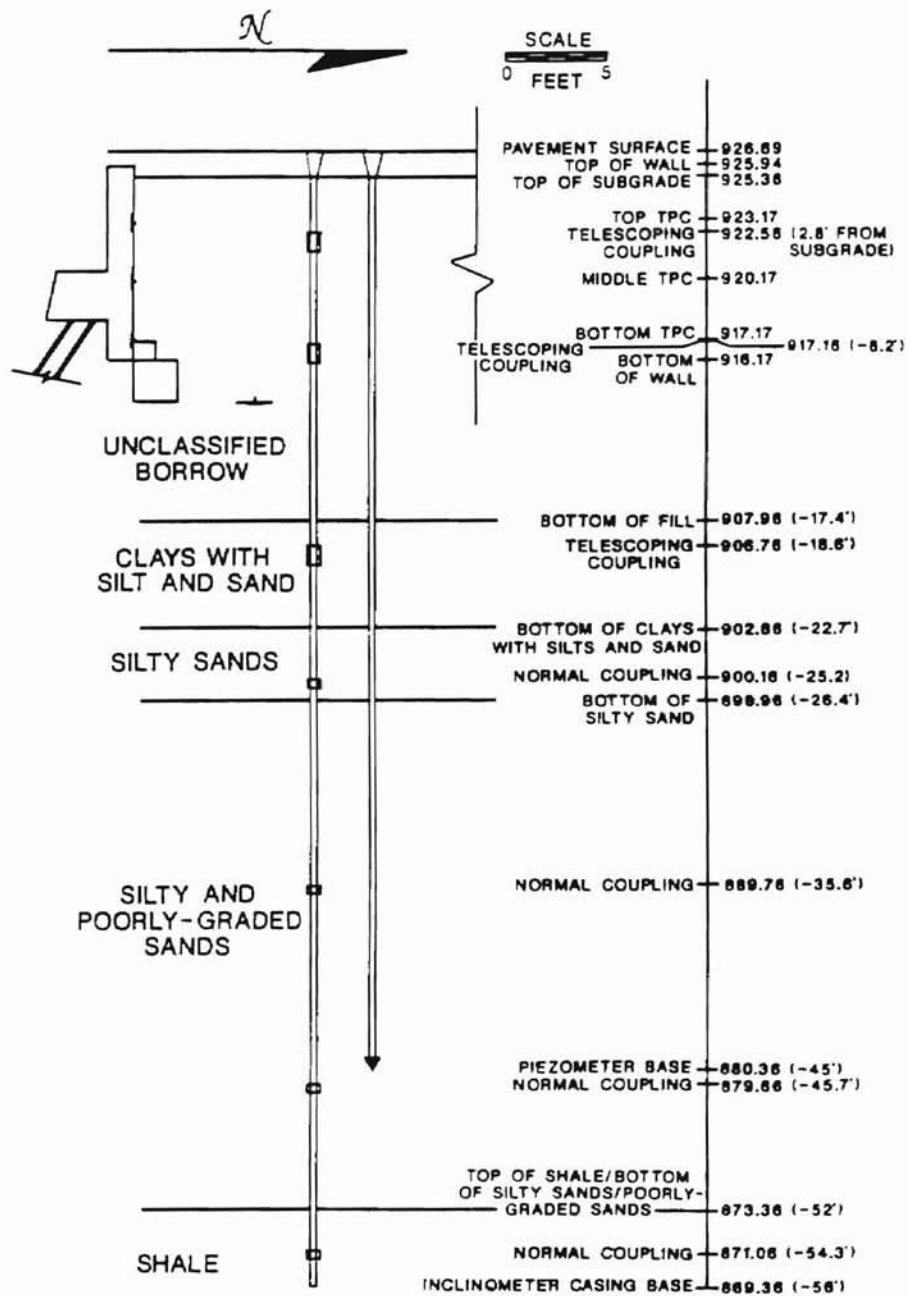 N
SCALE
0 5
FEET
PAVEMENT SURFACE 926.69
TOP OF WALL 925.94
TOP OF SUBGRADE 925.36
TOP TPC 923.17
TELESCOPING 922.56 (2.8' FROM
COUPLING SUBGRADE)
MIDDLE TPC 920.17
BOTTOM TPC 917.17
TELESCOPING 917.16 (-8.2')
COUPLING
BOTTOM 916.17
OF WALL
UNCLASSIFIED
BORROW
BOTTOM OF FILL 907.96 (-17.4')
CLAYS WITH
SILT AND SAND
TELESCOPING 906.76 (-18.6')
COUPLING
BOTTOM OF CLAYS 902.66 (-22.7')
WITH SILTS AND SAND
SILTY SANDS
NORMAL COUPLING 900.16 (-25.2)
BOTTOM OF 898.96 (-26.4')
SILTY SAND
SILTY AND
POORLY-GRADED
SANDS
NORMAL COUPLING 889.76 (-35.6')
PIEZOMETER BASE 880.36 (-45')
NORMAL COUPLING 879.66 (-45.7')
TOP OF SHALE/BOTTOM
OF SILTY SANDS/POORLY-
GRADED SANDS 873.36 (-52')
SHALE
NORMAL COUPLING 871.06 (-54.3')
INCLINOMETER CASING BASE 869.36 (-56')